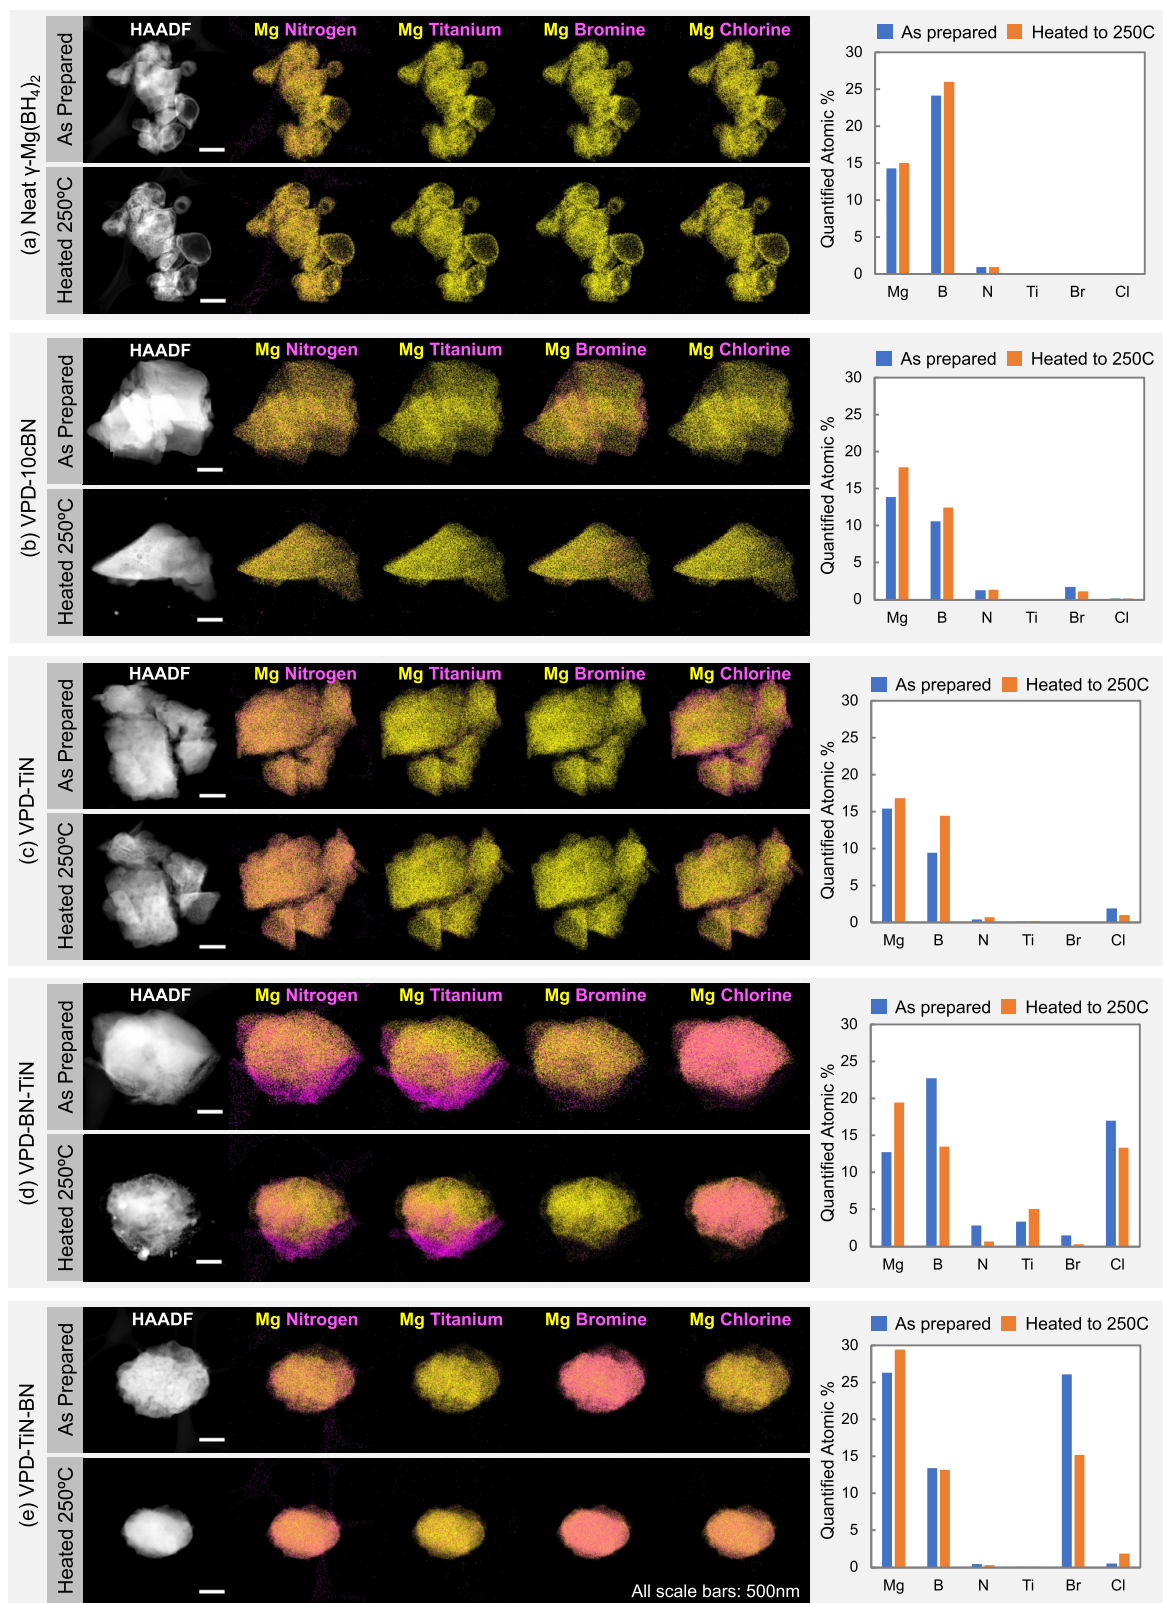 (a) Neat γ-Mg(BH4)2
As Prepared
Heated 250ºC
HAADF
Mg Nitrogen
Mg Titanium
Mg Bromine
Mg Chlorine
As prepared
Heated to 250C
Quantified Atomic %
30
25
20
15
10
5
0
Mg B N Ti Br Cl
(b) VPD-10cBN
As Prepared
Heated 250ºC
HAADF
Mg Nitrogen
Mg Titanium
Mg Bromine
Mg Chlorine
As prepared
Heated to 250C
Quantified Atomic %
30
25
20
15
10
5
0
Mg B N Ti Br Cl
(c) VPD-TiN
As Prepared
Heated 250ºC
HAADF
Mg Nitrogen
Mg Titanium
Mg Bromine
Mg Chlorine
As prepared
Heated to 250C
Quantified Atomic %
30
25
20
15
10
5
0
Mg B N Ti Br Cl
(d) VPD-BN-TiN
As Prepared
Heated 250ºC
HAADF
Mg Nitrogen
Mg Titanium
Mg Bromine
Mg Chlorine
As prepared
Heated to 250C
Quantified Atomic %
30
25
20
15
10
5
0
Mg B N Ti Br Cl
(e) VPD-TiN-BN
As Prepared
Heated 250ºC
HAADF
Mg Nitrogen
Mg Titanium
Mg Bromine
Mg Chlorine
All scale bars: 500nm
As prepared
Heated to 250C
Quantified Atomic %
30
25
20
15
10
5
0
Mg B N Ti Br Cl